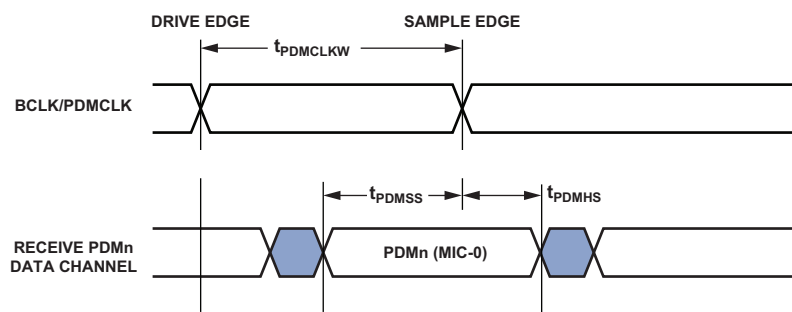 DRIVE EDGE
SAMPLE EDGE
tPDMCLKW
BCLK/PDMCLK
tPDMSS
tPDMHS
RECEIVE PDMn
DATA CHANNEL
PDMn (MIC-0)